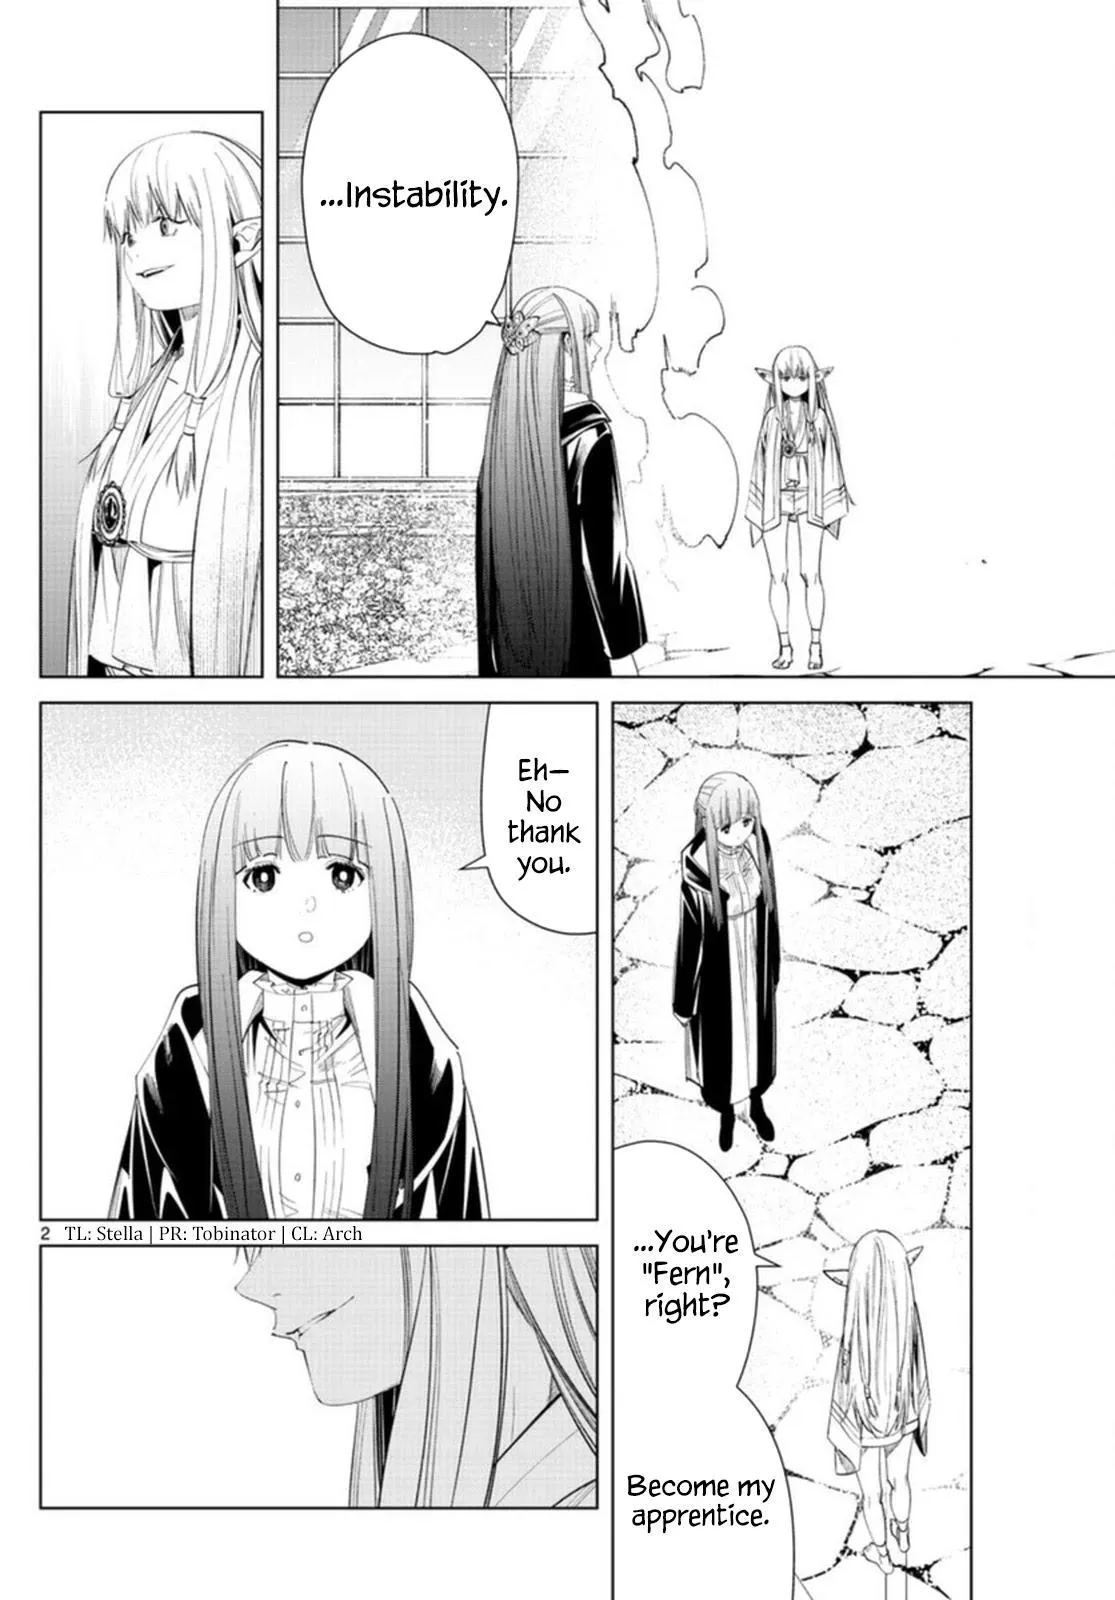 ...Instability.
...You're
"Fern",
right?
Become my
apprentice.
Eh—
No
thank
you.
2 TL: Stella | PR: Tobinator | CL: Arch